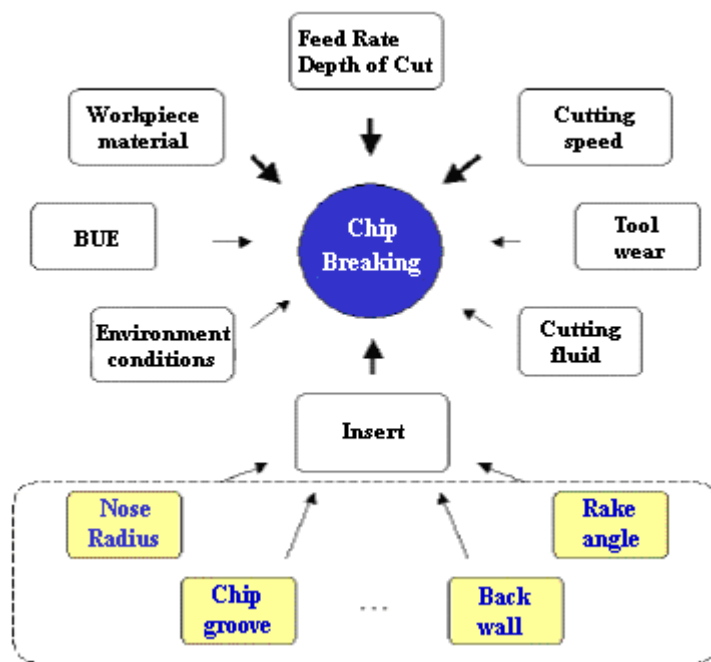 Feed Rate
Depth of Cut
Workpiece
material
Cutting
speed
Chip
Breaking
BUE
Tool
wear
Environment
conditions
Cutting
fluid
Insert
Nose
Radius
Rake
angle
Chip
groove
...
Back
wall